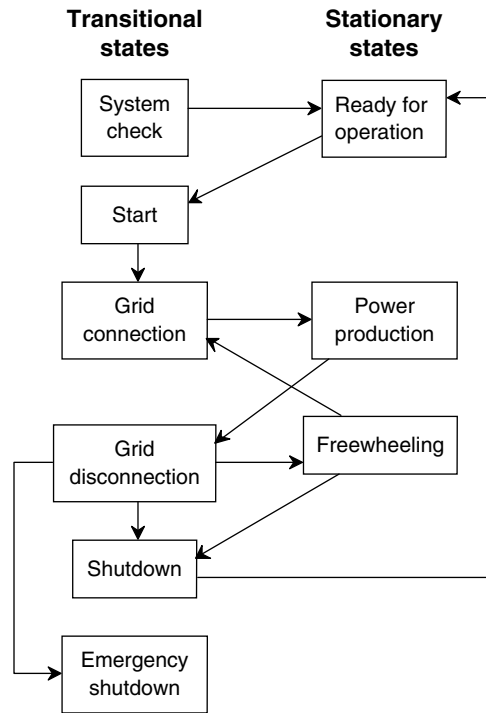 Transitional
states
Stationary
states
System
check
Ready for
operation
Start
Grid
connection
Power
production
Grid
disconnection
Freewheeling
Shutdown
Emergency
shutdown